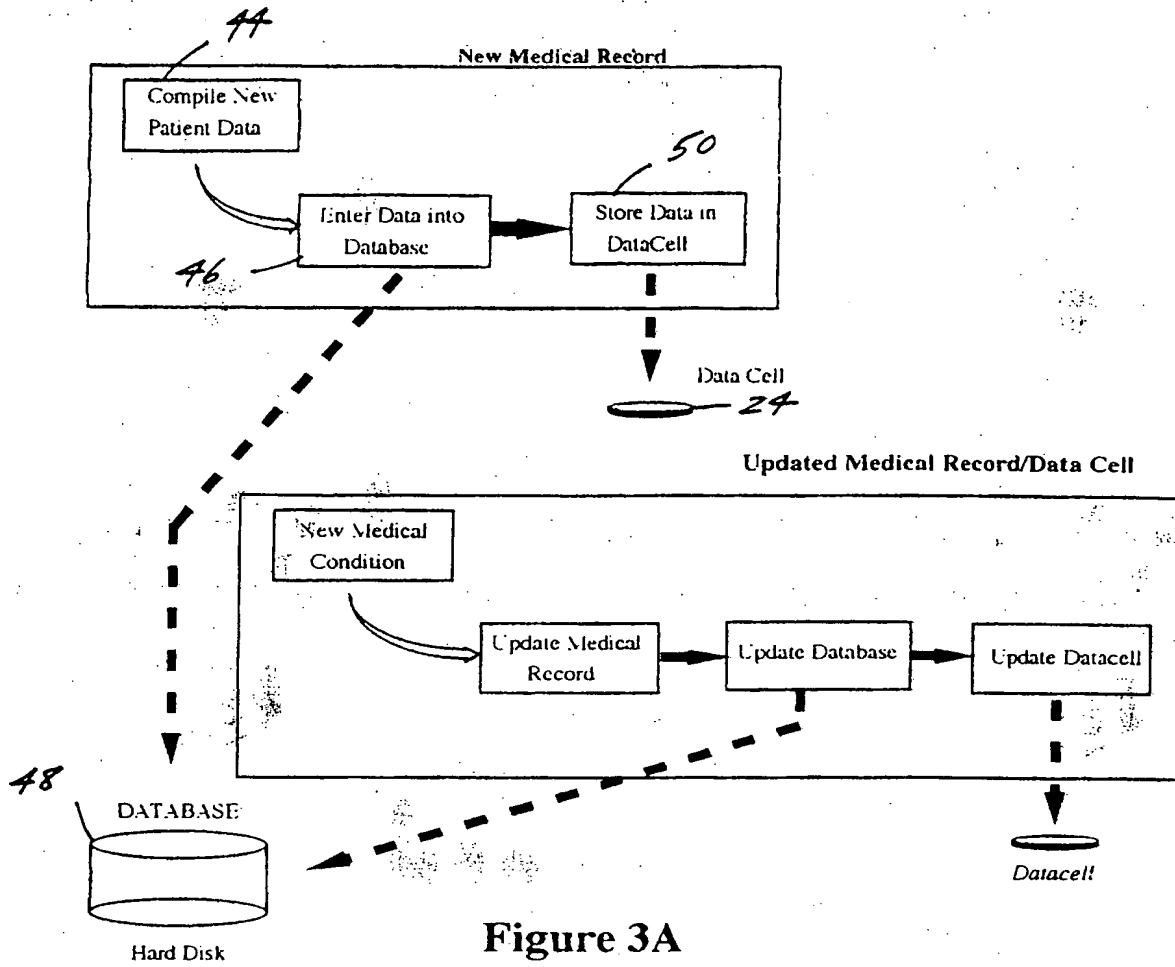 44
New Medical Record
Compile New
Patient Data
50
Enter Data into
Database
Store Data in
DataCell
46
Data Cell
24
Updated Medical Record/Data Cell
New Medical
Condition
Update Medical
Record
Update Database
Update Datacell
48
DATABASE
Hard Disk
Datacell
Figure 3A